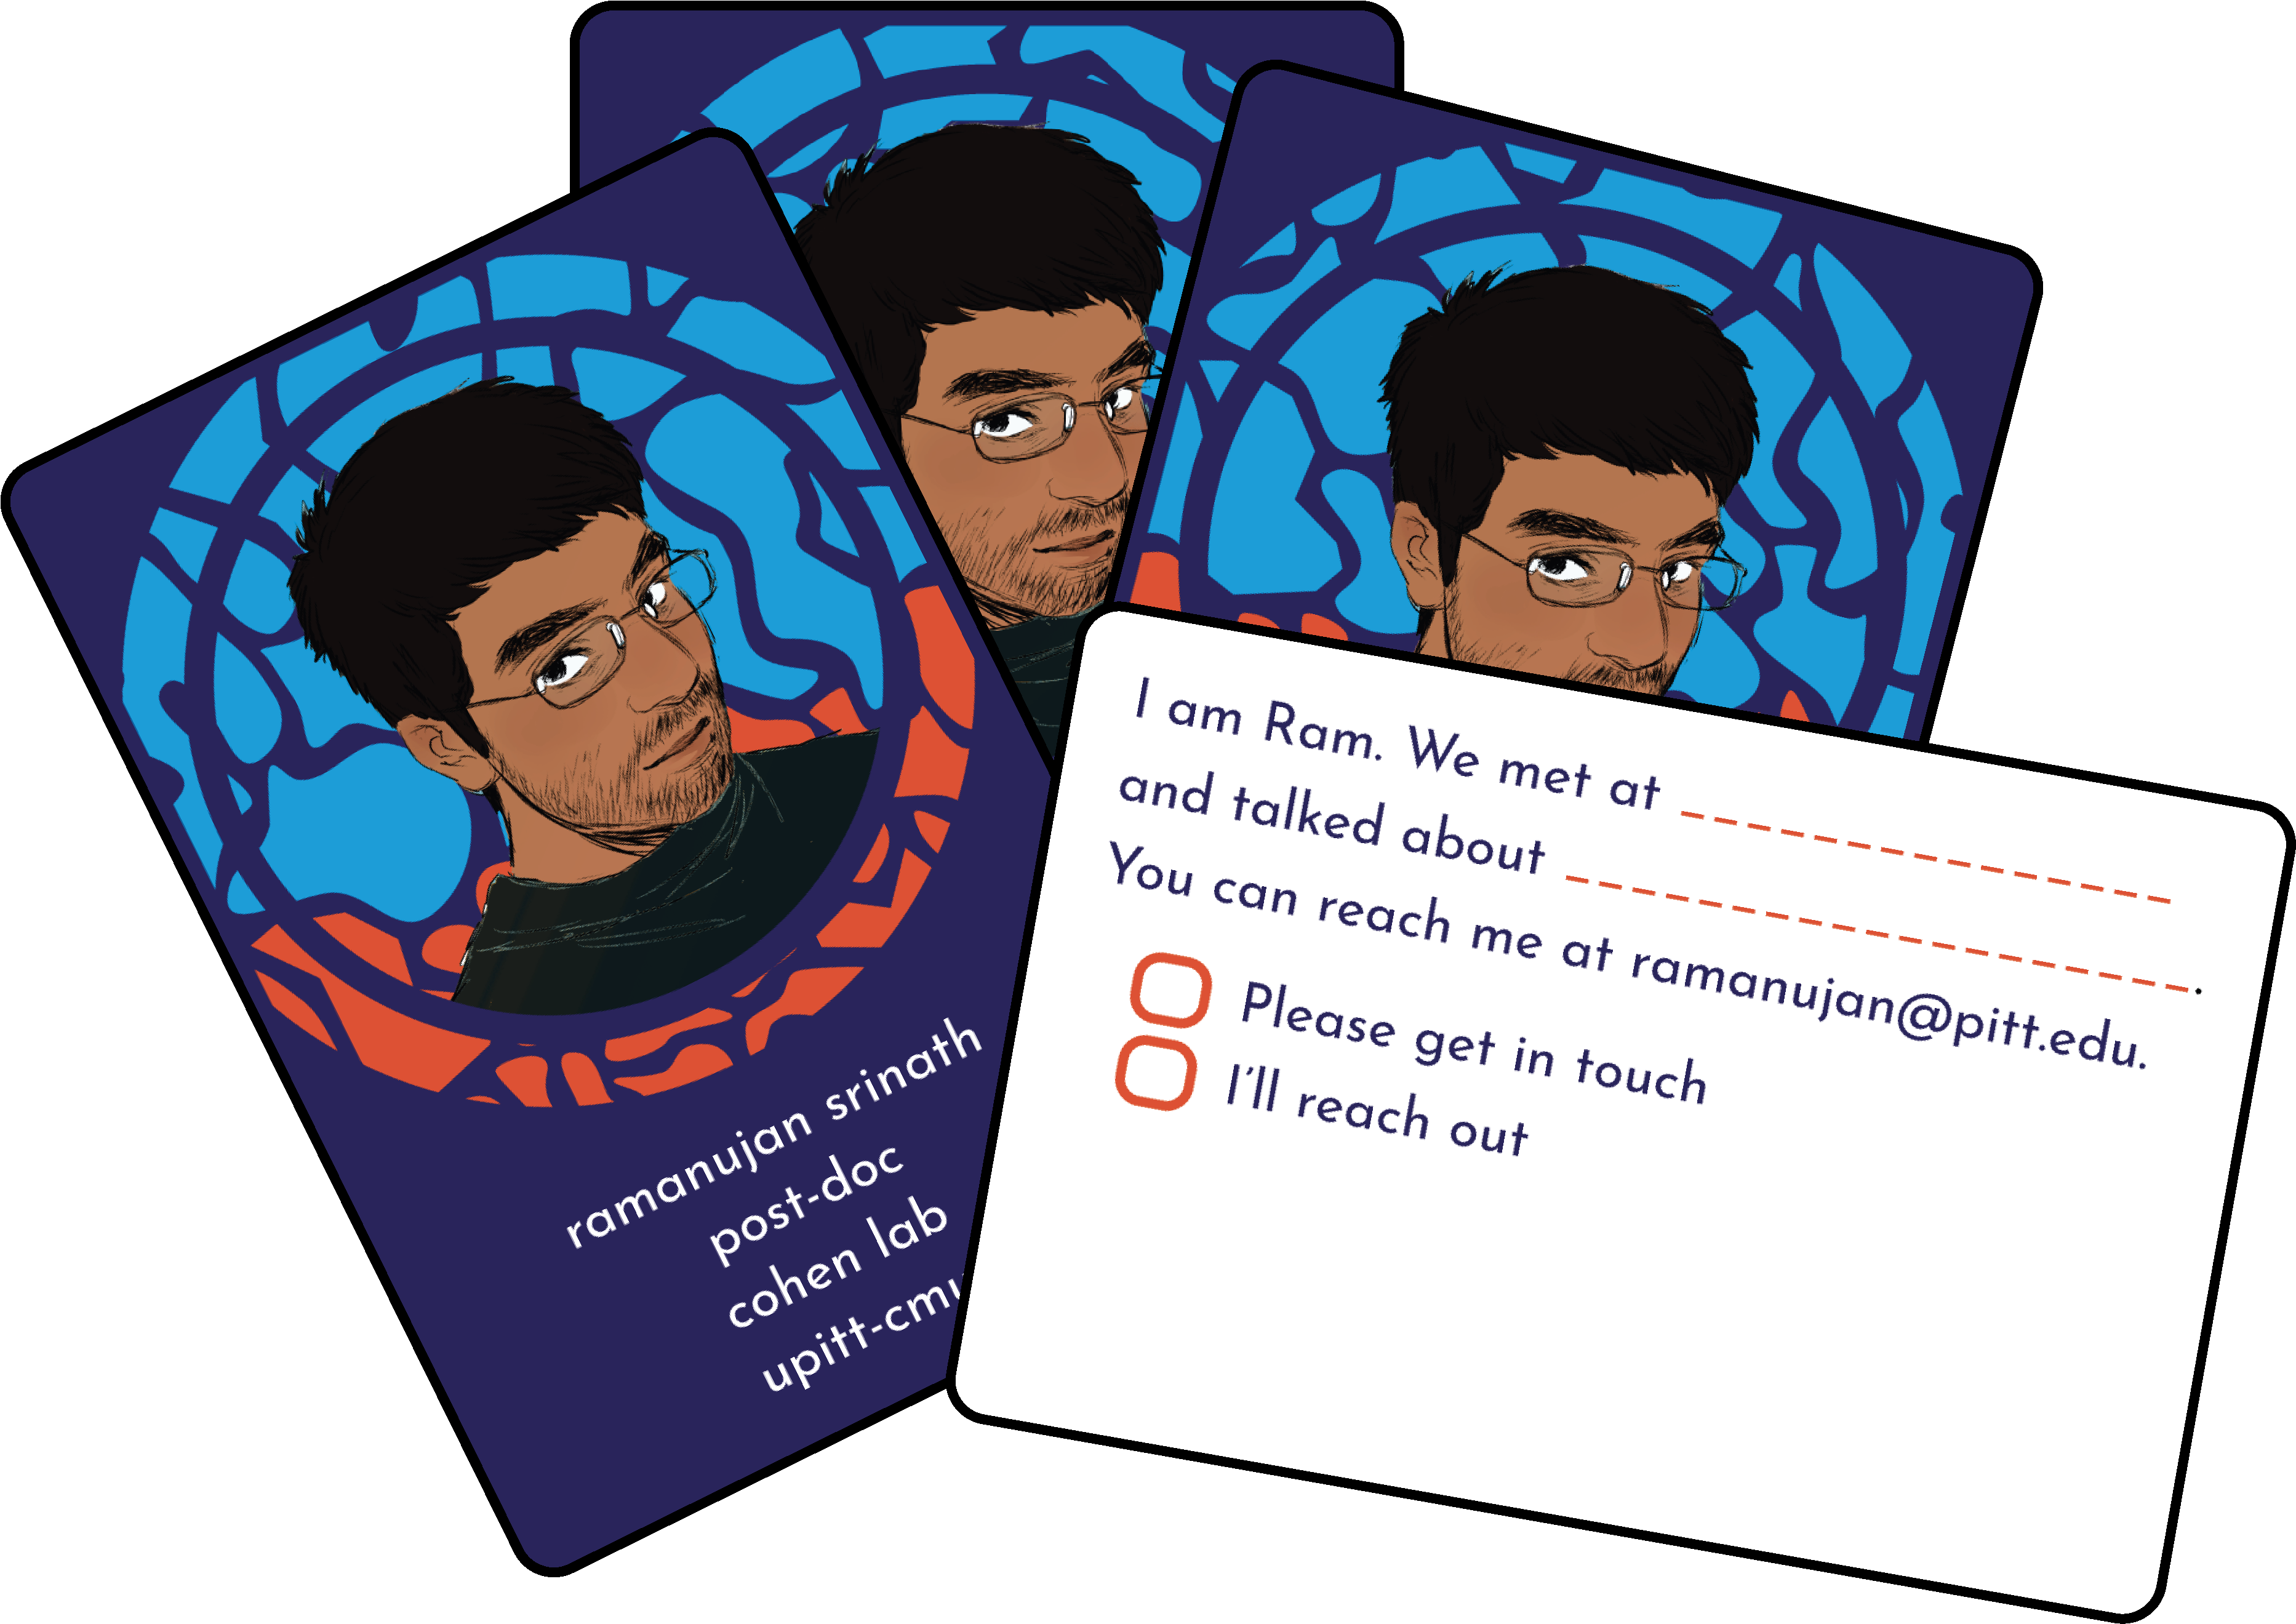 ramanujan srinath
post-doc
cohen lab
upitt-cmu
I am Ram. We met at
and talked about .
You can reach me at ramanujan@pitt.edu.
Please get in touch
I'll reach out